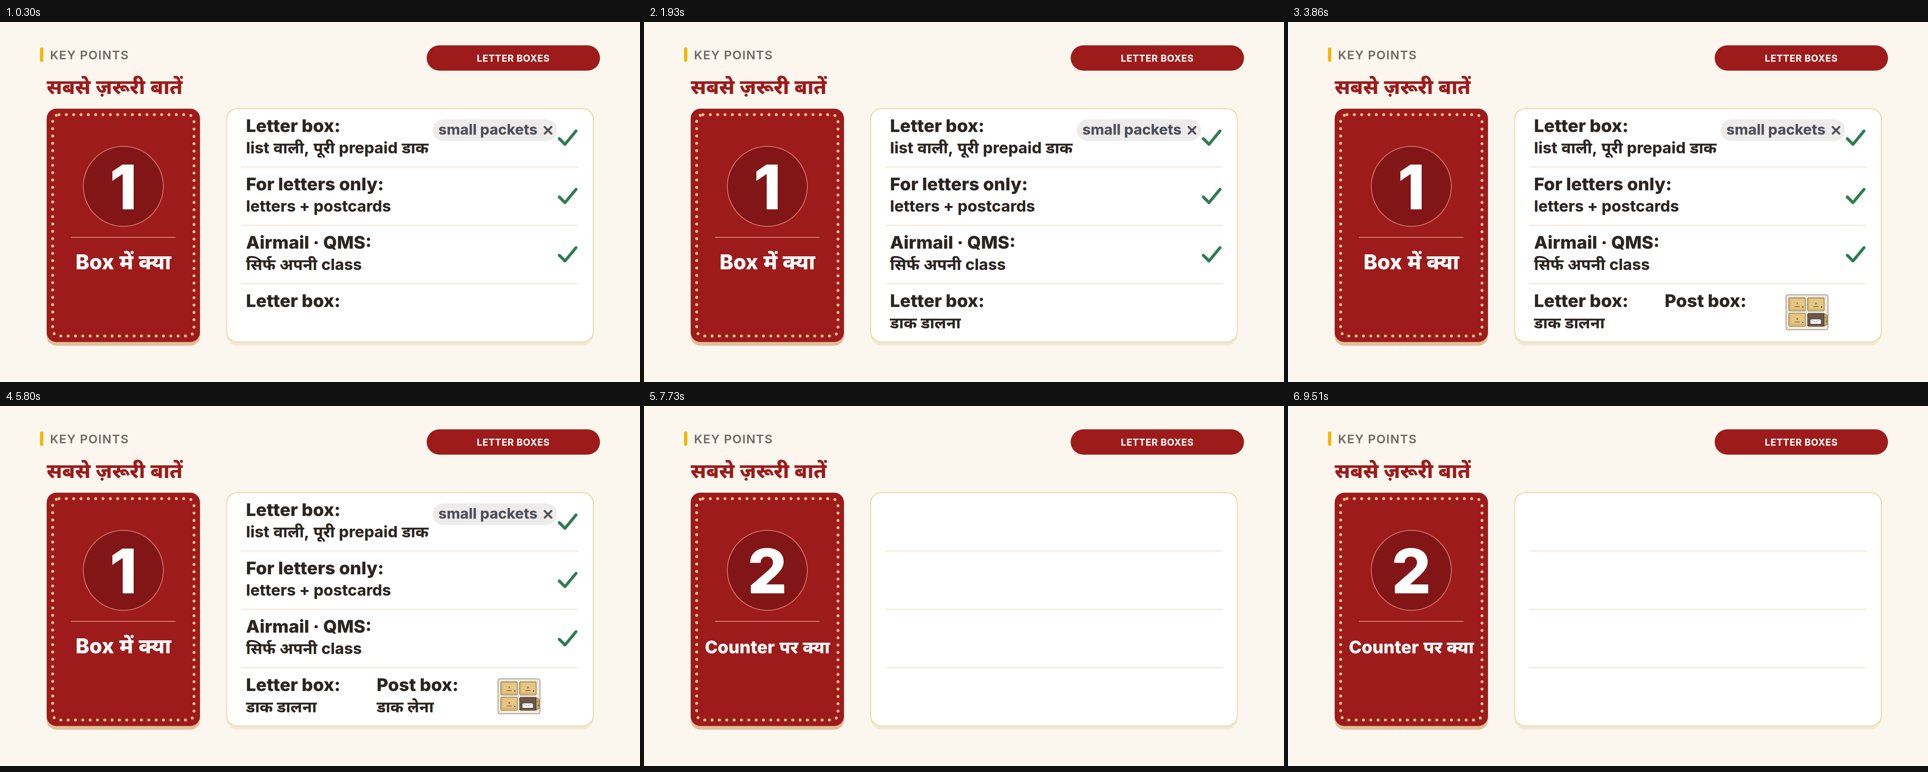 1. 0.30s
KEY POINTS
LETTER BOXES
सबसे ज़रूरी बातें
1
Box में क्या
Letter box:
list वाली, पूरी prepaid डाक
small packets ×
For letters only:
letters + postcards
Airmail · QMS:
सिर्फ अपनी class
Letter box:
2. 1.93s
KEY POINTS
LETTER BOXES
सबसे ज़रूरी बातें
1
Box में क्या
Letter box:
list वाली, पूरी prepaid डाक
small packets ×
For letters only:
letters + postcards
Airmail · QMS:
सिर्फ अपनी class
Letter box:
डाक डालना
3. 3.86s
KEY POINTS
LETTER BOXES
सबसे ज़रूरी बातें
1
Box में क्या
Letter box:
list वाली, पूरी prepaid डाक
small packets ×
For letters only:
letters + postcards
Airmail · QMS:
सिर्फ अपनी class
Letter box:
डाक डालना
Post box:
4. 5.80s
KEY POINTS
LETTER BOXES
सबसे ज़रूरी बातें
1
Box में क्या
Letter box:
list वाली, पूरी prepaid डाक
small packets ×
For letters only:
letters + postcards
Airmail · QMS:
सिर्फ अपनी class
Letter box:
डाक डालना
Post box:
डाक लेना
5. 7.73s
KEY POINTS
LETTER BOXES
सबसे ज़रूरी बातें
2
Counter पर क्या
6. 9.51s
KEY POINTS
LETTER BOXES
सबसे ज़रूरी बातें
2
Counter पर क्या